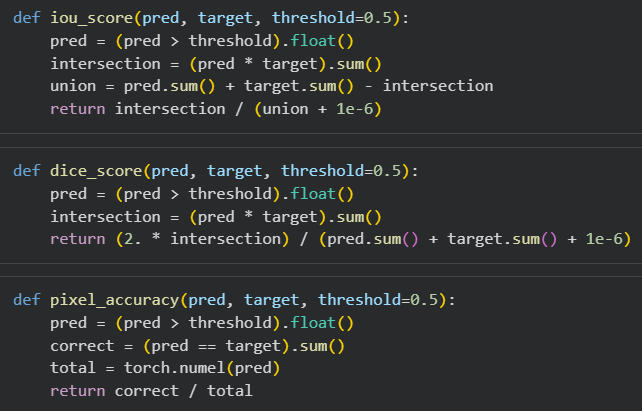 def iou_score(pred, target, threshold=0.5):
    pred = (pred > threshold).float()
    intersection = (pred * target).sum()
    union = pred.sum() + target.sum() - intersection
    return intersection / (union + 1e-6)
def dice_score(pred, target, threshold=0.5):
    pred = (pred > threshold).float()
    intersection = (pred * target).sum()
    return (2. * intersection) / (pred.sum() + target.sum() + 1e-6)
def pixel_accuracy(pred, target, threshold=0.5):
    pred = (pred > threshold).float()
    correct = (pred == target).sum()
    total = torch.numel(pred)
    return correct / total